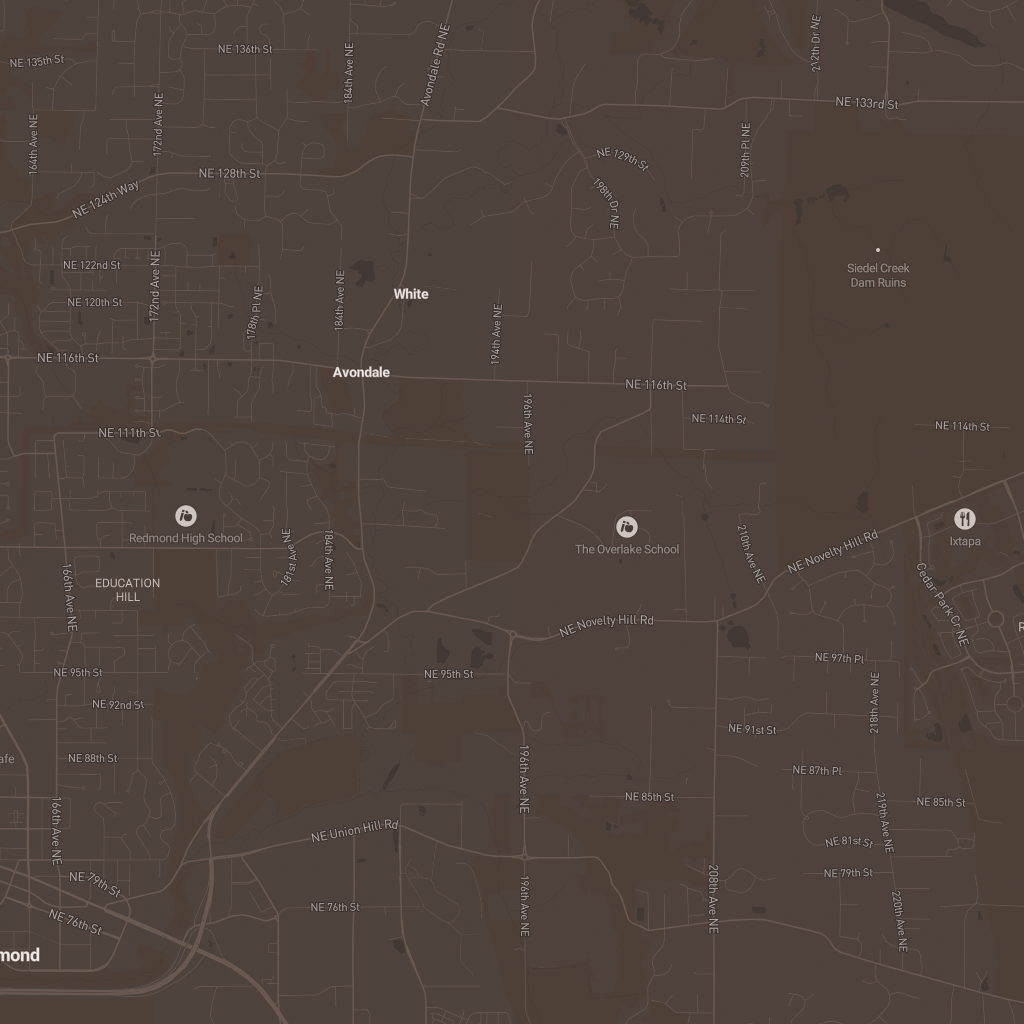 NE 136th St
212th Dr NE
NE 135th St
184th Ave NE
Avondale Rd NE
NE 133rd St
164th Ave NE
172nd Ave NE
209th Pl NE
NE 129th St
NE 128th St
NE 124th Way
198th Dr NE
NE 122nd St
172nd Ave NE
Siedel Creek
Dam Ruins
White
184th Ave NE
NE 120th St
178th Pl NE
194th Ave NE
NE 116th St
Avondale
NE 116th St
196th Ave NE
NE 114th St
NE 114th St
NE 111th St
Redmond High School
The Overlake School
Ixtapa
NE Novelty Hill Rd
181st Ave NE
184th Ave NE
210th Ave NE
EDUCATION
HILL
166th Ave NE
Cedar Park Cr NE
NE Novelty Hill Rd
R
NE 97th Pl
NE 95th St
NE 95th St
218th Ave NE
NE 92nd St
NE 91st St
afe
NE 88th St
NE 87th Pl
196th Ave NE
NE 85th St
NE 85th St
166th Ave NE
219th Ave NE
NE Union Hill Rd
NE 81st St
NE 79th St
NE 79th St
208th Ave NE
196th Ave NE
NE 76th St
NE 76th St
220th Ave NE
mond